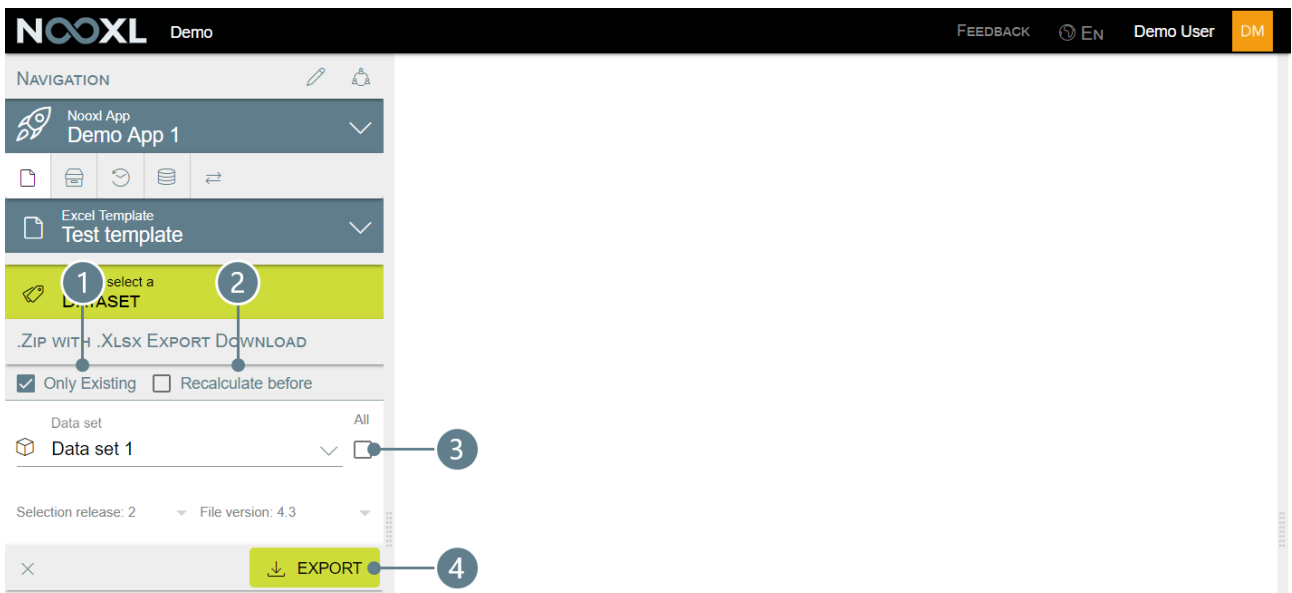 NOOXL Demo FEEDBACK EN Demo User DM
NAVIGATION
Nooxl App
Demo App 1
Excel Template
Test template
1 select a 2
DATASET
.ZIP WITH .XLSX EXPORT DOWNLOAD
Only Existing Recalculate before
Data set All
Data set 1 3
Selection release: 2 File version: 4.3
EXPORT 4